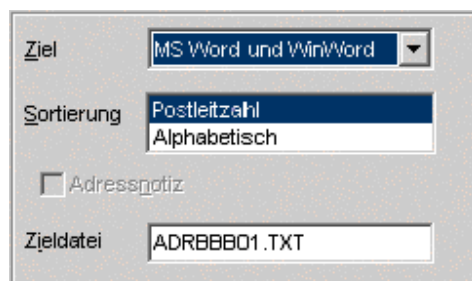 Ziel MS Word und WinWord
Sortierung Postleitzahl
Alphabetisch
Adressnotiz
Zieldatei ADRBBB01.TXT